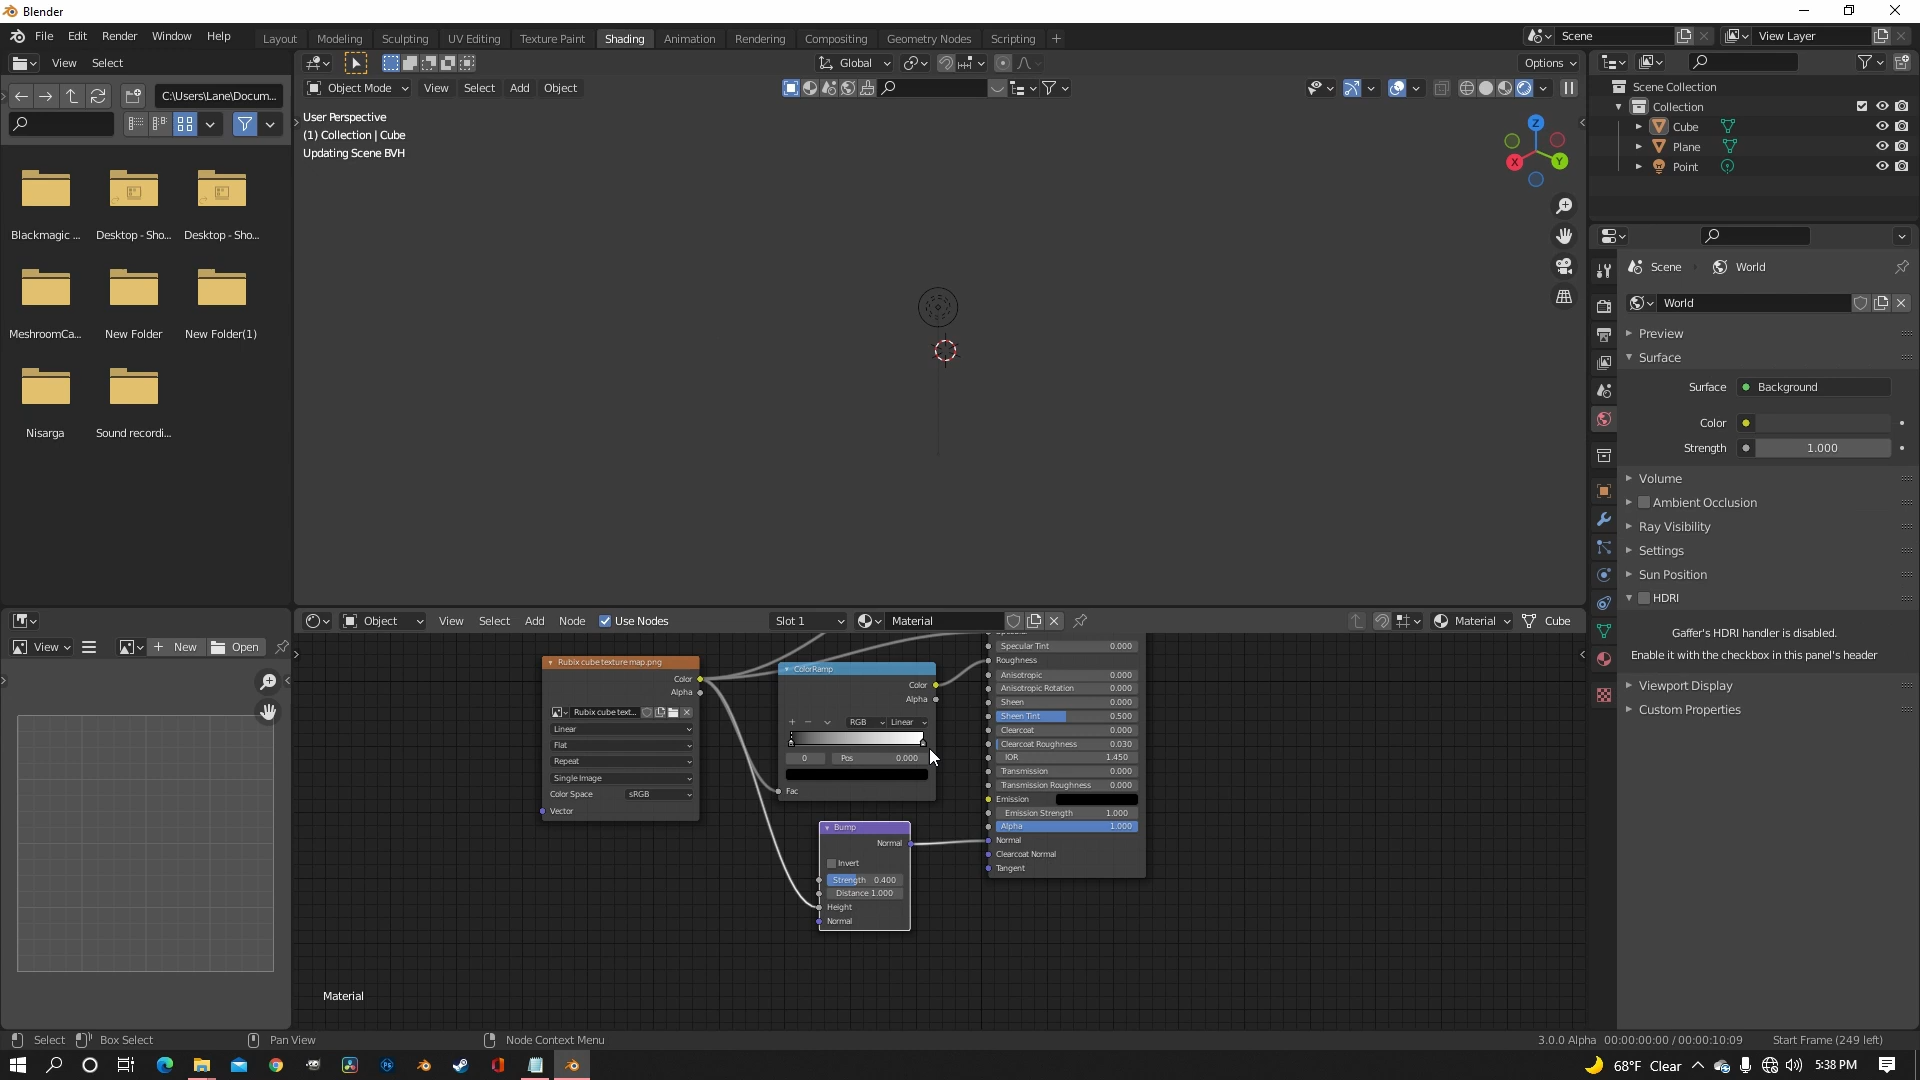 Blender
File Edit Render Window Help
Layout Modeling Sculpting UV Editing Texture Paint Shading Animation Rendering Compositing Geometry Nodes Scripting
Scene
View Layer
View Select
Global
Options
C:\Users\Lane\Docum...
Object Mode View Select Add Object
User Perspective
(1) Collection | Cube
Updating Scene BVH
Z
X
Y
Scene Collection
Collection
Cube
Plane
Point
Blackmagic ... Desktop - Sho... Desktop - Sho...
MeshroomCa... New Folder New Folder(1)
Nisarga Sound recordi...
Scene World
World
Preview
Surface
Surface Background
Color
Strength 1.000
Volume
Ambient Occlusion
Ray Visibility
Settings
Sun Position
HDRI
Gaffer's HDRI handler is disabled.
Enable it with the checkbox in this panel's header
Viewport Display
Custom Properties
View New Open
Object View Select Add Node Use Nodes Slot 1 Material Material Cube
Rubix cube texture map.png
Color
Alpha
Rubix cube text...
Linear
Flat
Repeat
Single Image
Color Space sRGB
Vector
ColorRamp
Color
Alpha
RGB Linear
0 Pos 0.000
Fac
Bump
Normal
Invert
Strength 0.400
Distance 1.000
Height
Normal
Specular Tint 0.000
Roughness
Anisotropic 0.000
Anisotropic Rotation 0.000
Sheen 0.000
Sheen Tint 0.500
Clearcoat 0.000
Clearcoat Roughness 0.030
IOR 1.450
Transmission 0.000
Transmission Roughness 0.000
Emission
Emission Strength 1.000
Alpha 1.000
Normal
Clearcoat Normal
Tangent
Material
Select Box Select Pan View Node Context Menu
3.0.0 Alpha 00:00:00:00 / 00:00:10:09 Start Frame (249 left)
68°F Clear 5:38 PM